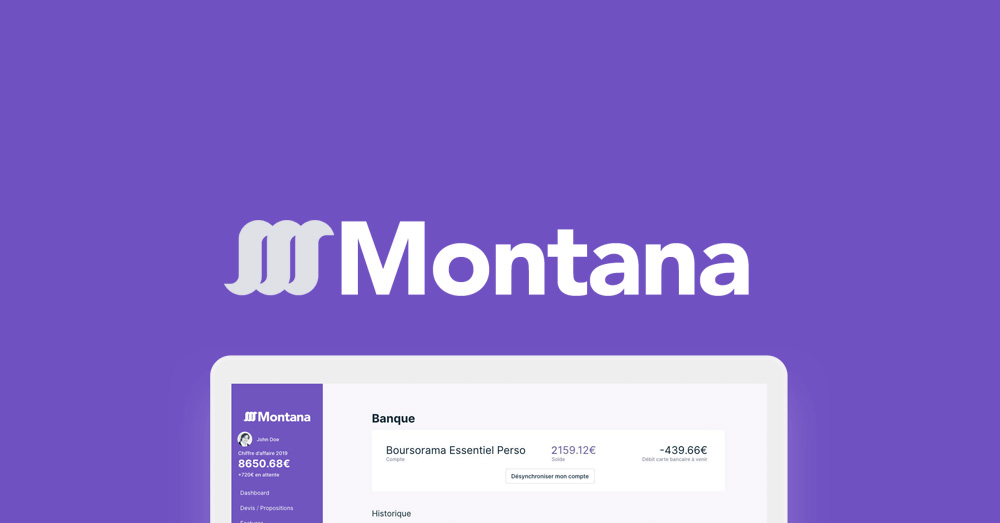 Montana
Montana
John Doe
Chiffre d'affaire 2019
8650.68€
+720€ en attente
Dashboard
Devis / Propositions
Banque
Boursorama Essentiel Perso
Compte
2159.12€
Solde
-439.66€
Débit carte bancaire à venir
Désynchroniser mon compte
Historique